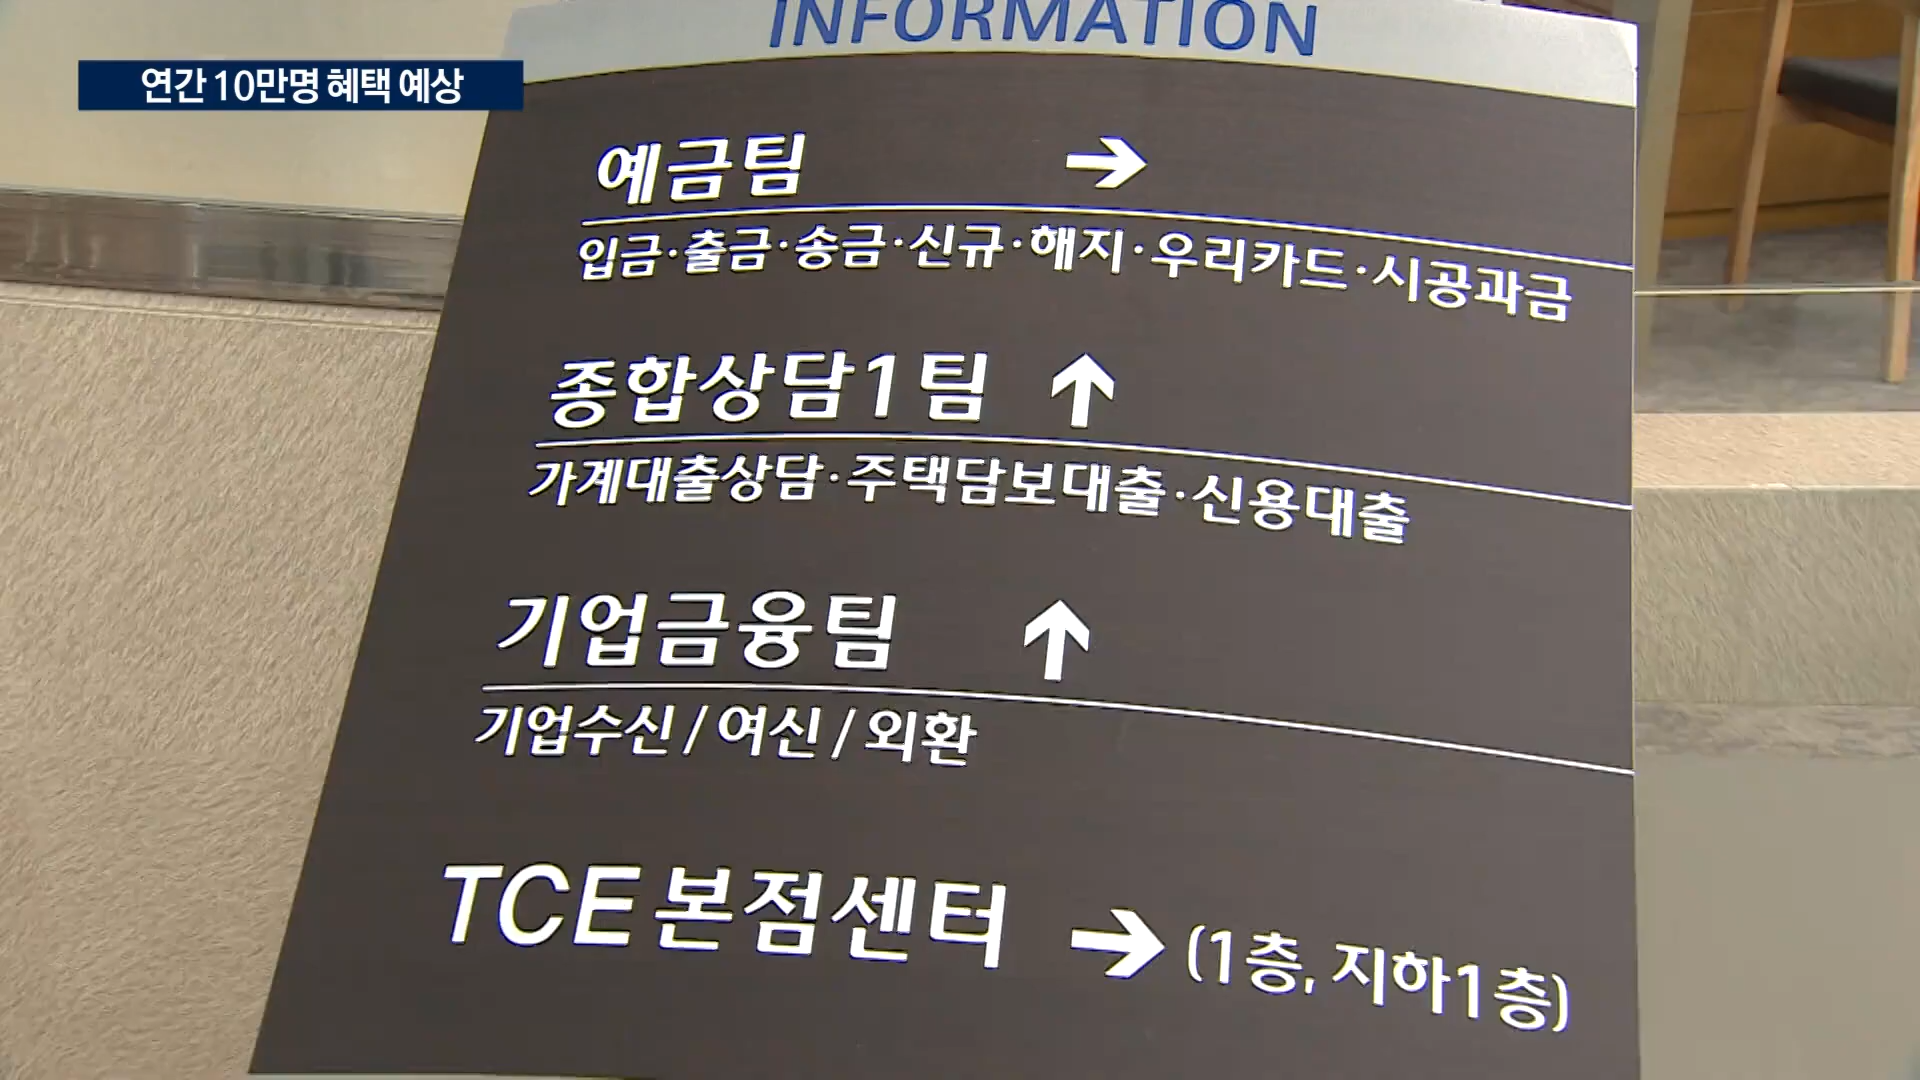 INFORMATION
연간 10만명 혜택 예상
예금팀 →
입금·출금·송금·신규·해지·우리카드·시공과금
종합상담1팀 ↑
가계대출상담·주택담보대출·신용대출
기업금융팀 ↑
기업수신/여신/외환
TCE본점센터 → (1층, 지하1층)